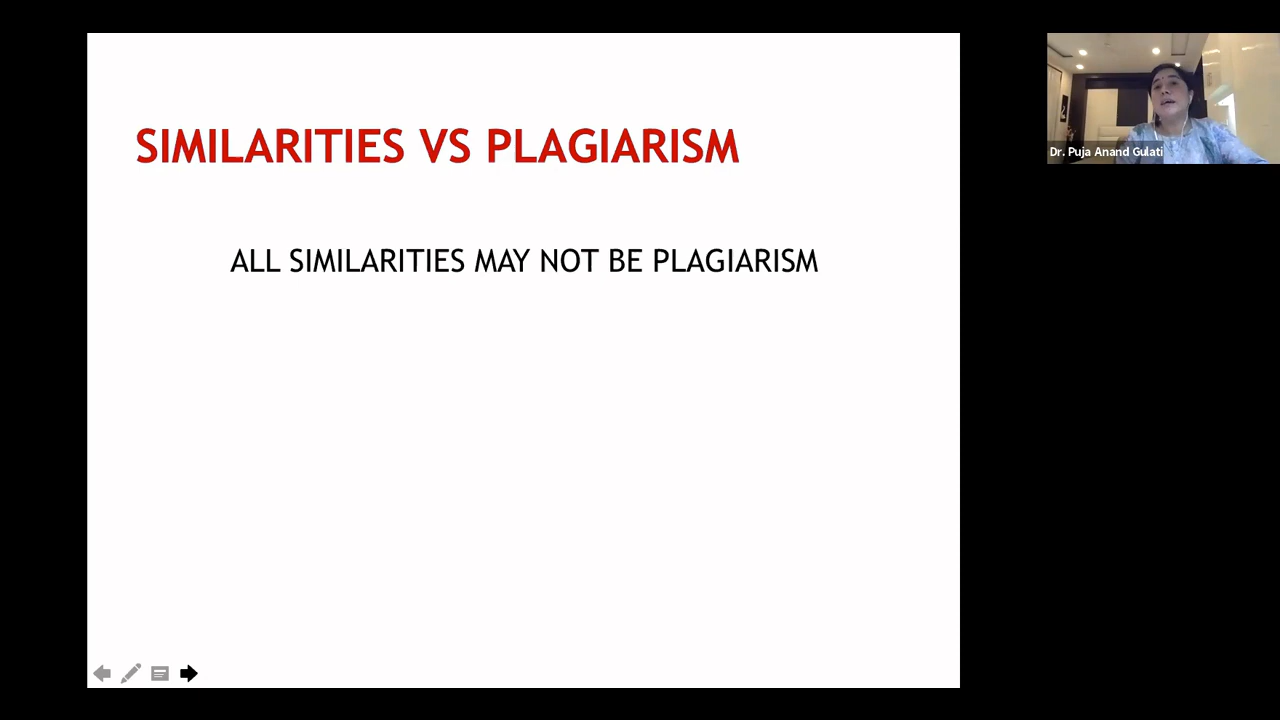 SIMILARITIES VS PLAGIARISM
ALL SIMILARITIES MAY NOT BE PLAGIARISM
Dr. Puja Anand Gulati